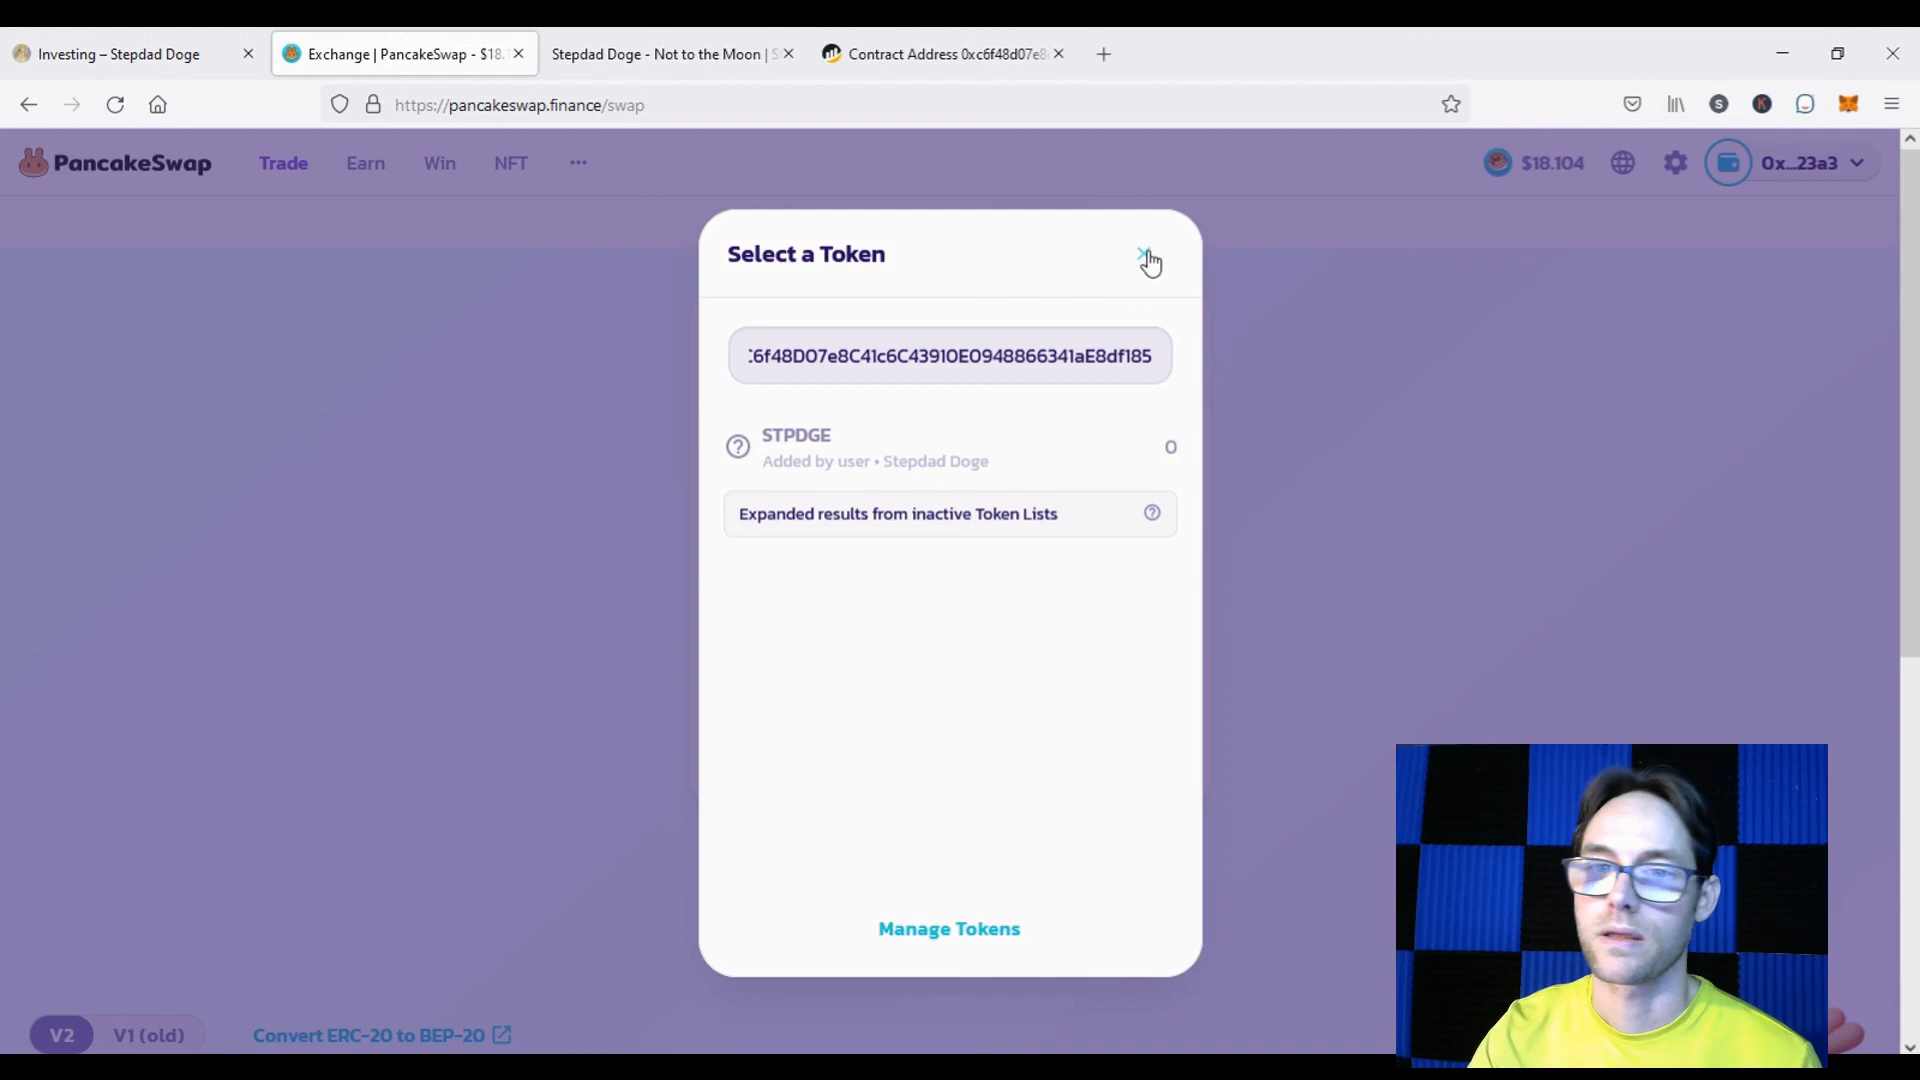 Investing – Stepdad Doge
Exchange | PancakeSwap - $18.
Stepdad Doge - Not to the Moon |
Contract Address 0xc6f48d07e8
https://pancakeswap.finance/swap
PancakeSwap
Trade
Earn
Win
NFT
$18.104
0x...23a3
Select a Token
6f48D07e8C41c6C43910E0948866341aE8df185
STPDGE
Added by user • Stepdad Doge
0
Expanded results from inactive Token Lists
Manage Tokens
V2
V1 (old)
Convert ERC-20 to BEP-20